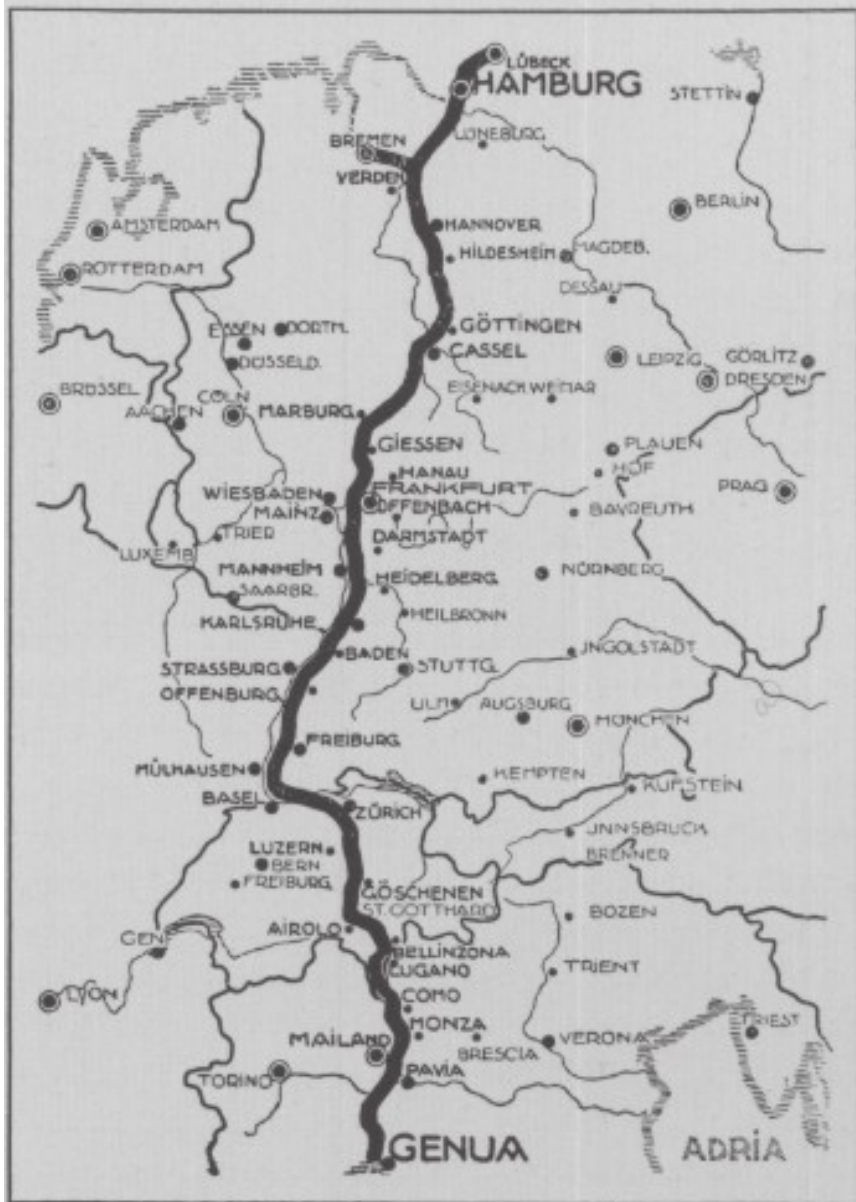 LÜBECK
HAMBURG
STETTIN
LÜNEBURG
BREMEN
VERDEN
BERLIN
AMSTERDAM
HANNOVER
HILDESHEIM
MAGDEB.
ROTTERDAM
DESSAU
ESSEN
DORTM.
GÖTTINGEN
DÜSSELD.
CASSEL
LEIPZIG
GÖRLITZ
DRESDEN
BRÜSSEL
EISENACH
WEIMAR
AACHEN
CÖLN
MARBURG
GIESSEN
PLAUEN
HOF
HANAU
WIESBADEN
FRANKFURT
PRAG
MAINZ
OFFENBACH
BAYREUTH
TRIER
DARMSTADT
LUXEMB.
MANNHEIM
HEIDELBERG
NÜRNBERG
SAARBR.
HEILBRONN
KARLSRUHE
BADEN
JNGOLSTADT
STRASSBURG
STUTTG.
OFFENBURG
ULM
AUGSBURG
MÜNCHEN
FREIBURG
MÜLHAUSEN
KEMPTEN
KUFSTEIN
BASEL
ZÜRICH
LUZERN
JNNSBRUCK
BERN
BRENNER
FREIBURG
GÖSCHENEN
ST. GOTTHARD
BOZEN
AIROLO
GENF
BELLINZONA
LUGANO
TRIENT
LYON
COMO
MONZA
TRIEST
MAILAND
BRESCIA
VERONA
TORINO
PAVIA
GENUA
ADRIA